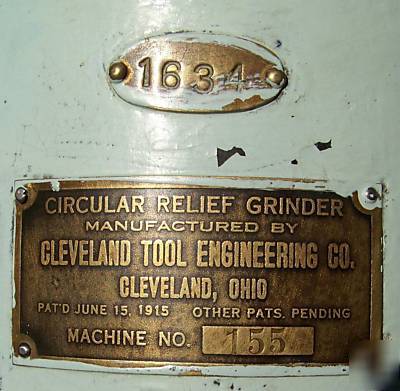 1634
CIRCULAR RELIEF GRINDER
MANUFACTURED BY
CLEVELAND TOOL ENGINEERING CO.
CLEVELAND, OHIO
PAT'D JUNE 15, 1915 OTHER PATS. PENDING
MACHINE NO. 155